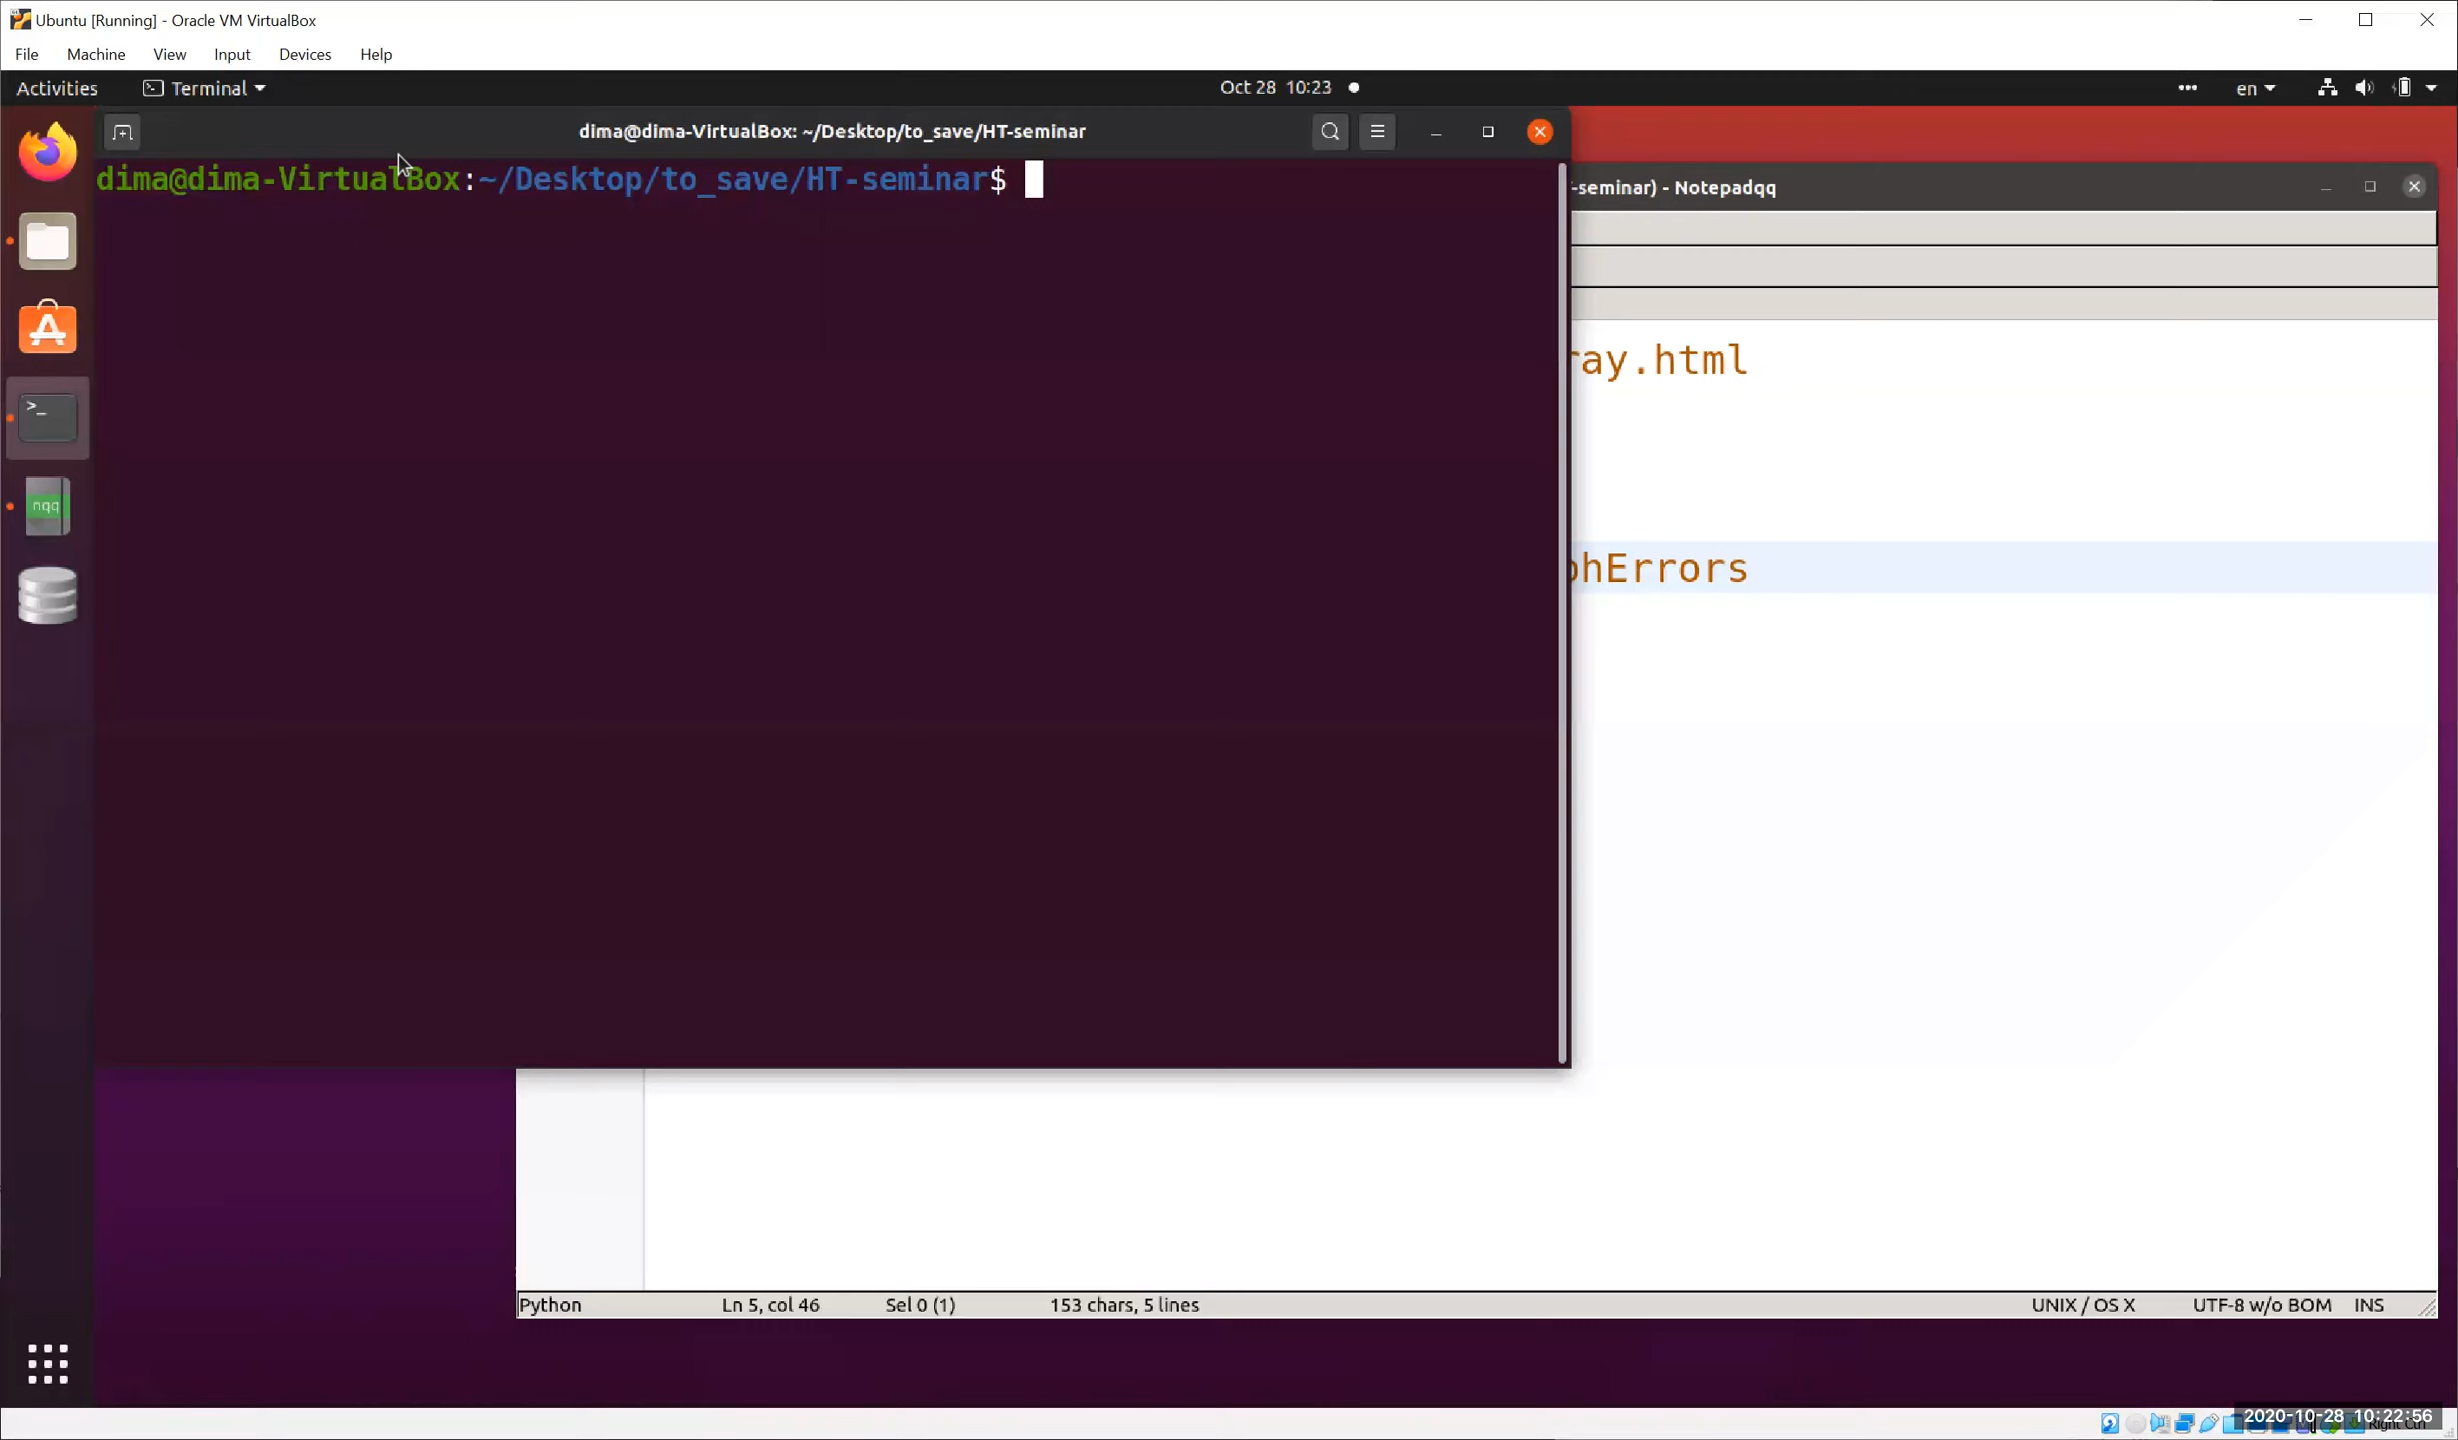 Ubuntu [Running] - Oracle VM VirtualBox
File Machine View Input Devices Help
Activities Terminal Oct 28 10:23 en
dima@dima-VirtualBox: ~/Desktop/to_save/HT-seminar
dima@dima-VirtualBox:~/Desktop/to_save/HT-seminar$
-seminar) - Notepadqq
ray.html
hErrors
>_
nqq
Python Ln 5, col 46 Sel 0 (1) 153 chars, 5 lines UNIX / OS X UTF-8 w/o BOM INS
2020-10-28 10:22:56
Right Ctrl